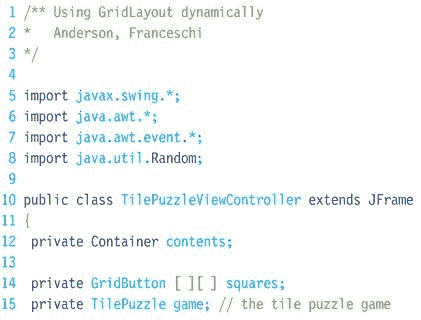 1 /** Using GridLayout dynamically
2 *   Anderson, Franceschi
3 */
4
5 import javax.swing.*;
6 import java.awt.*;
7 import java.awt.event.*;
8 import java.util.Random;
9
10 public class TilePuzzleViewController extends JFrame
11 {
12  private Container contents;
13
14  private GridButton [ ][ ] squares;
15  private TilePuzzle game; // the tile puzzle game